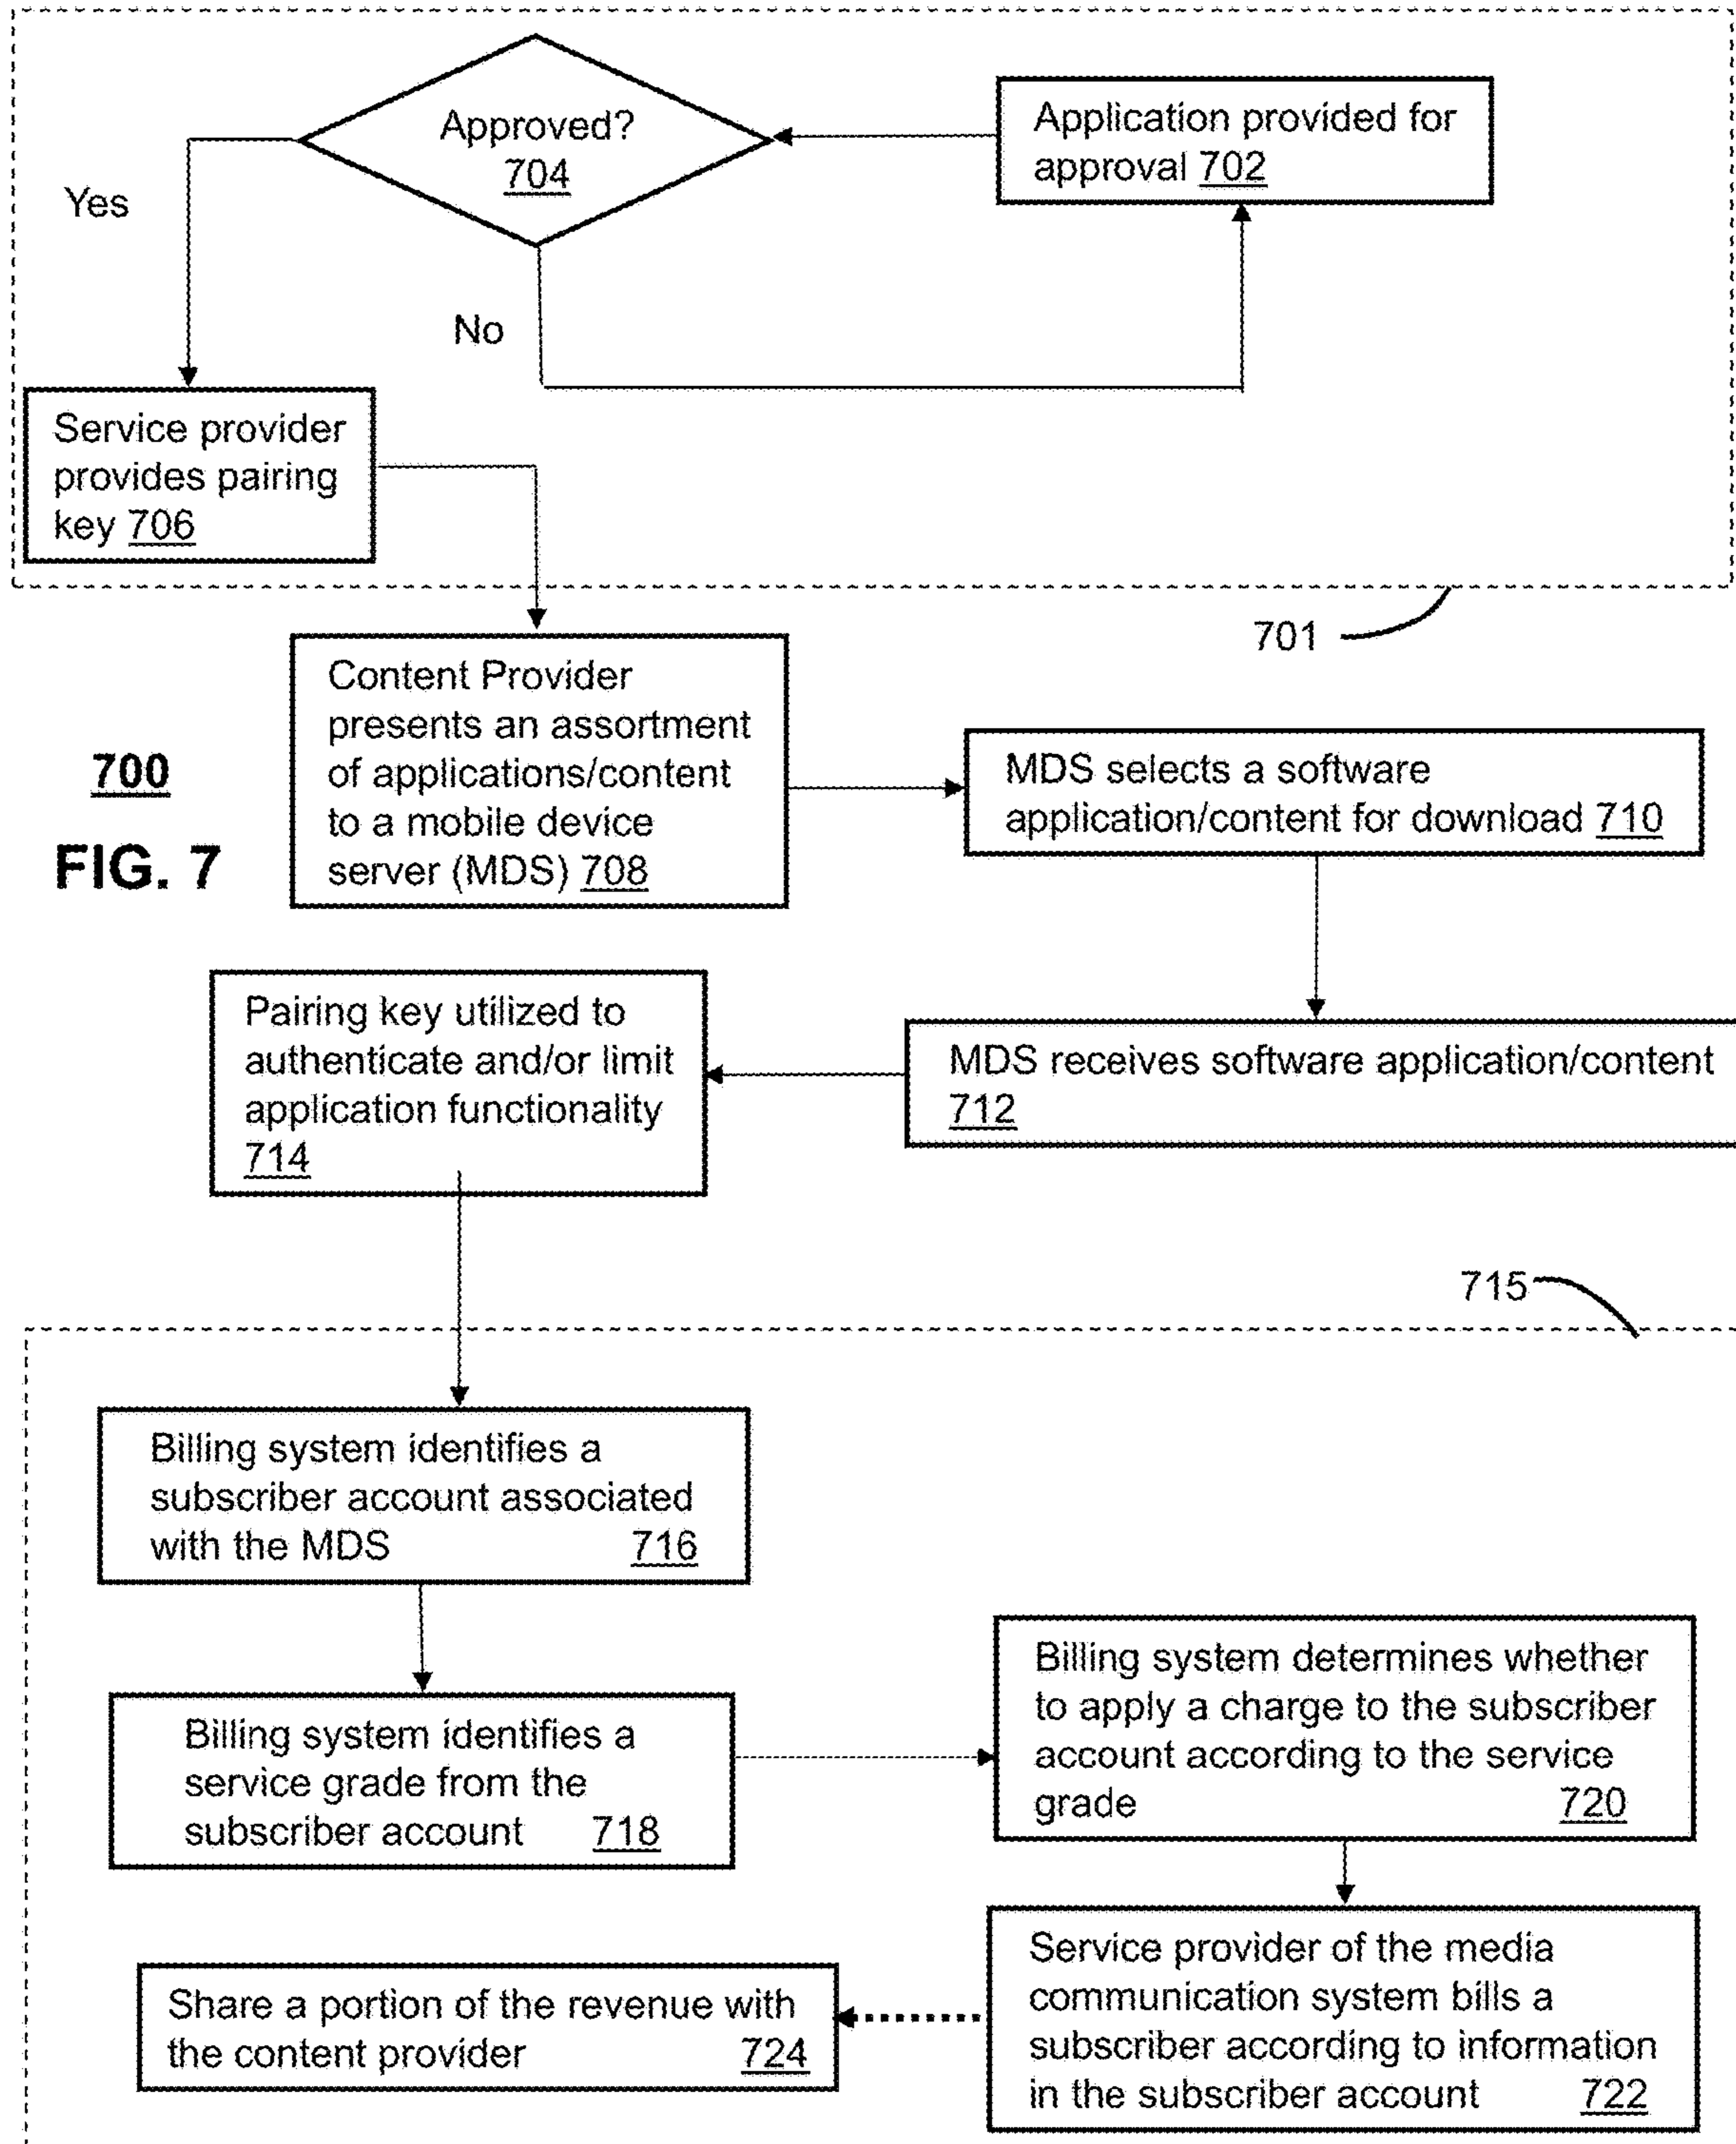 Approved?
704
Application provided for
approval 702
Yes
No
Service provider
provides pairing
key 706
701
Content Provider
presents an assortment
of applications/content
to a mobile device
server (MDS) 708
700
FIG. 7
MDS selects a software
application/content for download 710
Pairing key utilized to
authenticate and/or limit
application functionality
714
MDS receives software application/content
712
715
Billing system identifies a
subscriber account associated
with the MDS 716
Billing system identifies a
service grade from the
subscriber account 718
Billing system determines whether
to apply a charge to the subscriber
account according to the service
grade 720
Service provider of the media
communication system bills a
subscriber according to information
in the subscriber account 722
Share a portion of the revenue with
the content provider 724